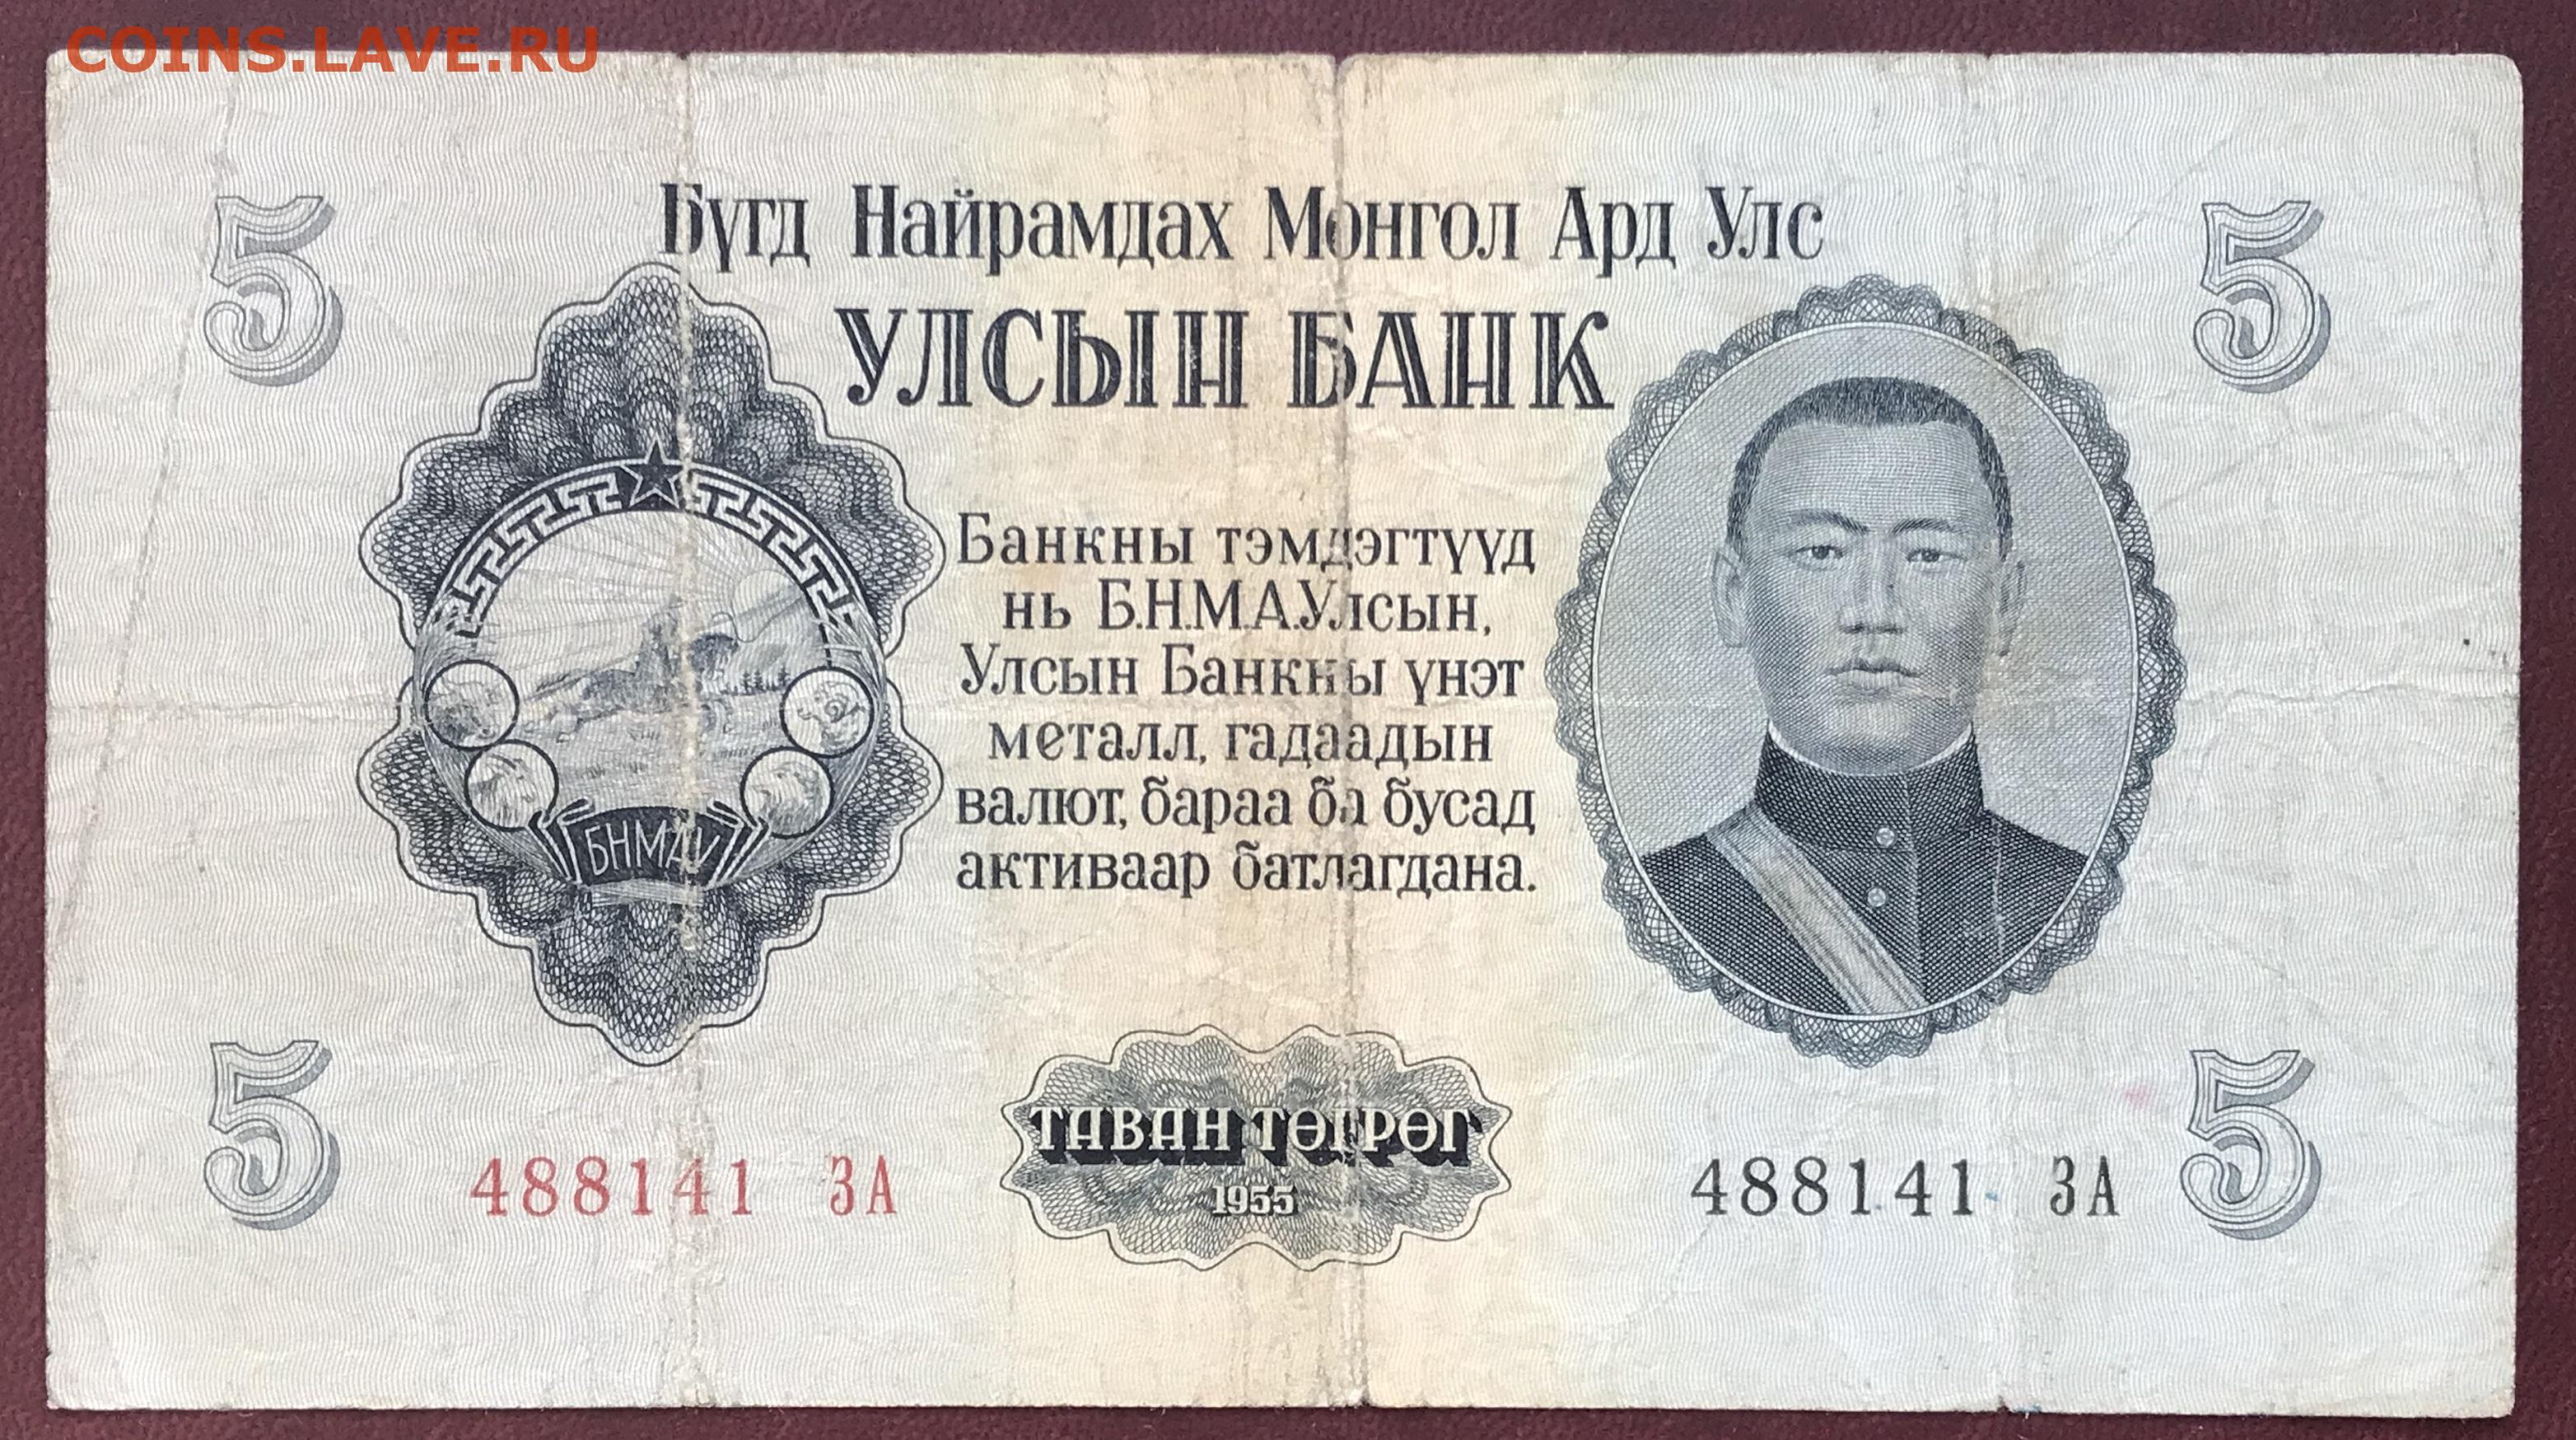 COINS.LAVE.RU
Бүгд Найрамдах Монгол Ард Улс
УЛСЫН БАНК
5
5
Банкны тэмдэгтүүд
нь Б.Н.М.А.Улсын,
Улсын Банкны үнэт
металл, гадаадын
валют, бараа ба бусад
активаар батлагдана.
БНМАУ
ТАВАН ТӨГРӨГ
1955
5
5
488141 ЗА
488141 ЗА